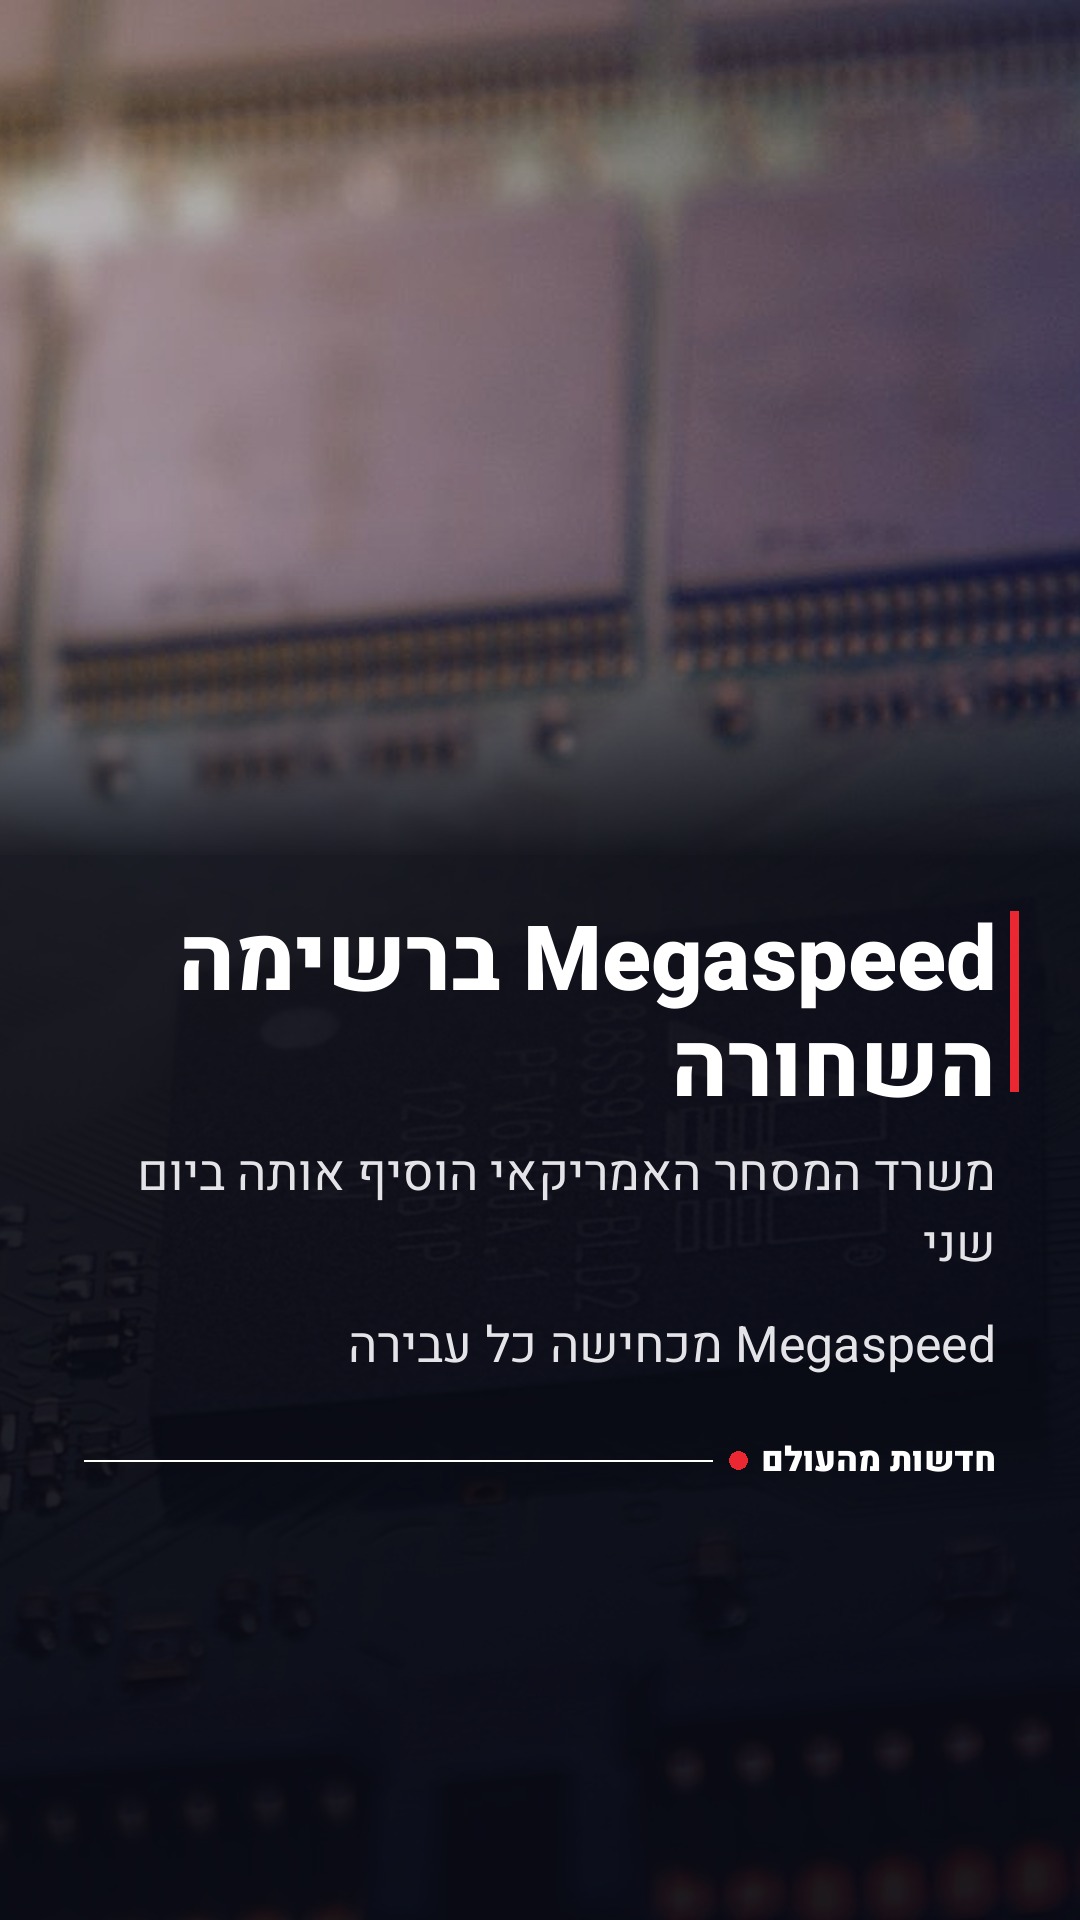 Megaspeed ברשימה
השחורה
משרד המסחר האמריקאי הוסיף אותה ביום
שני
Megaspeed מכחישה כל עבירה
חדשות מהעולם